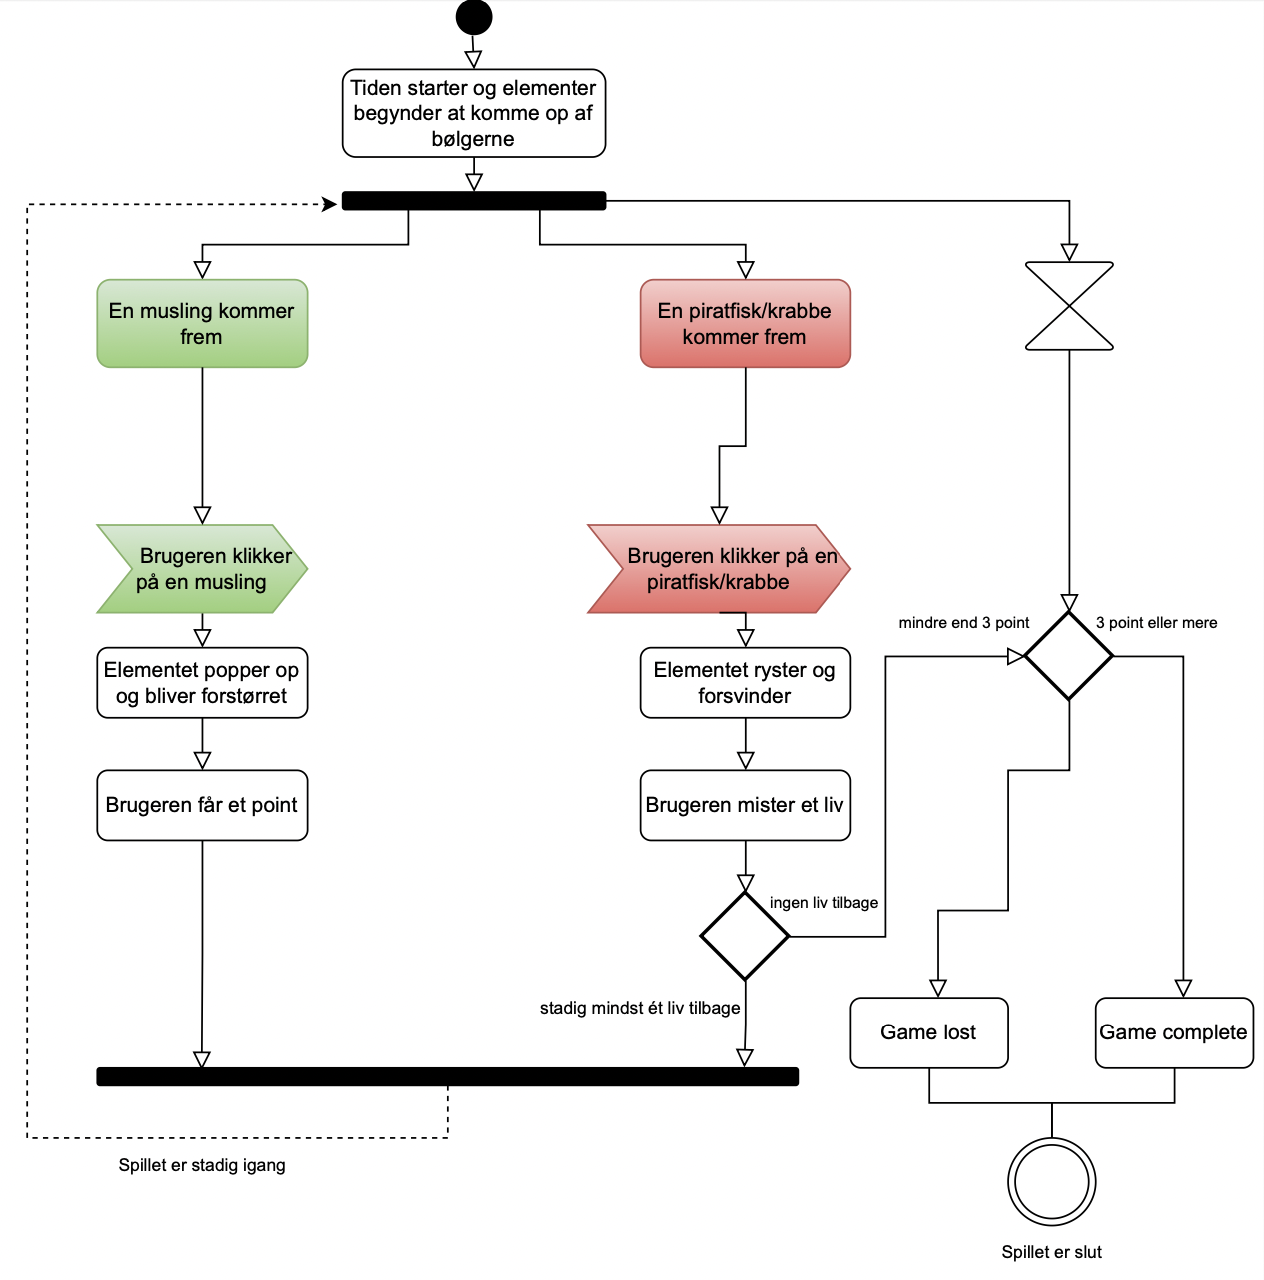 Tiden starter og elementer
begynder at komme op af
bølgerne
En musling kommer
frem
En piratfisk/krabbe
kommer frem
Brugeren klikker
på en musling
Brugeren klikker på en
piratfisk/krabbe
mindre end 3 point
3 point eller mere
Elementet popper op
og bliver forstørret
Elementet ryster og
forsvinder
Brugeren får et point
Brugeren mister et liv
ingen liv tilbage
stadig mindst ét liv tilbage
Game lost
Game complete
Spillet er stadig igang
Spillet er slut